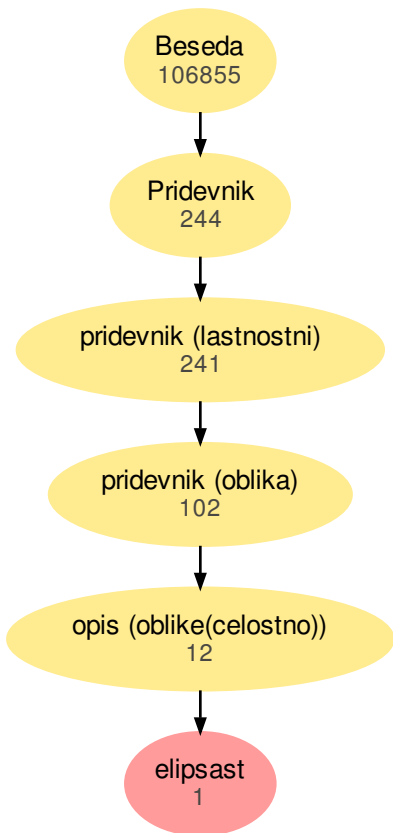 Beseda
106855
Pridevnik
244
pridevnik (lastnostni)
241
pridevnik (oblika)
102
opis (oblike(celostno))
12
elipsast
1